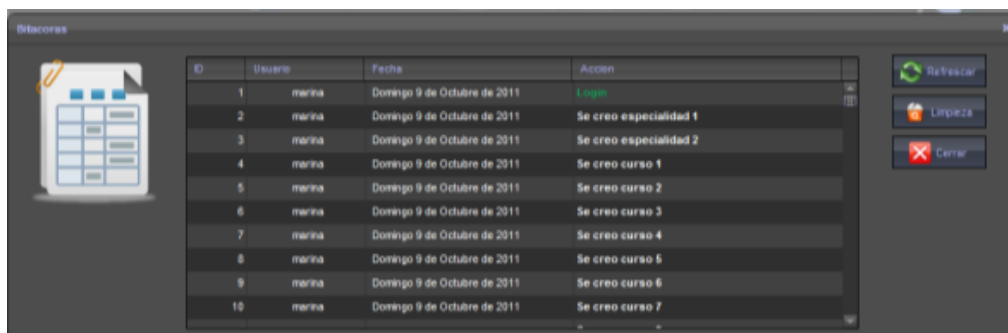 Bitacoras
ID Usuario Fecha Accion
1 marina Domingo 9 de Octubre de 2011 Login
2 marina Domingo 9 de Octubre de 2011 Se creo especialidad 1
3 marina Domingo 9 de Octubre de 2011 Se creo especialidad 2
4 marina Domingo 9 de Octubre de 2011 Se creo curso 1
5 marina Domingo 9 de Octubre de 2011 Se creo curso 2
6 marina Domingo 9 de Octubre de 2011 Se creo curso 3
7 marina Domingo 9 de Octubre de 2011 Se creo curso 4
8 marina Domingo 9 de Octubre de 2011 Se creo curso 5
9 marina Domingo 9 de Octubre de 2011 Se creo curso 6
10 marina Domingo 9 de Octubre de 2011 Se creo curso 7
Refrescar
Limpieza
Cerrar